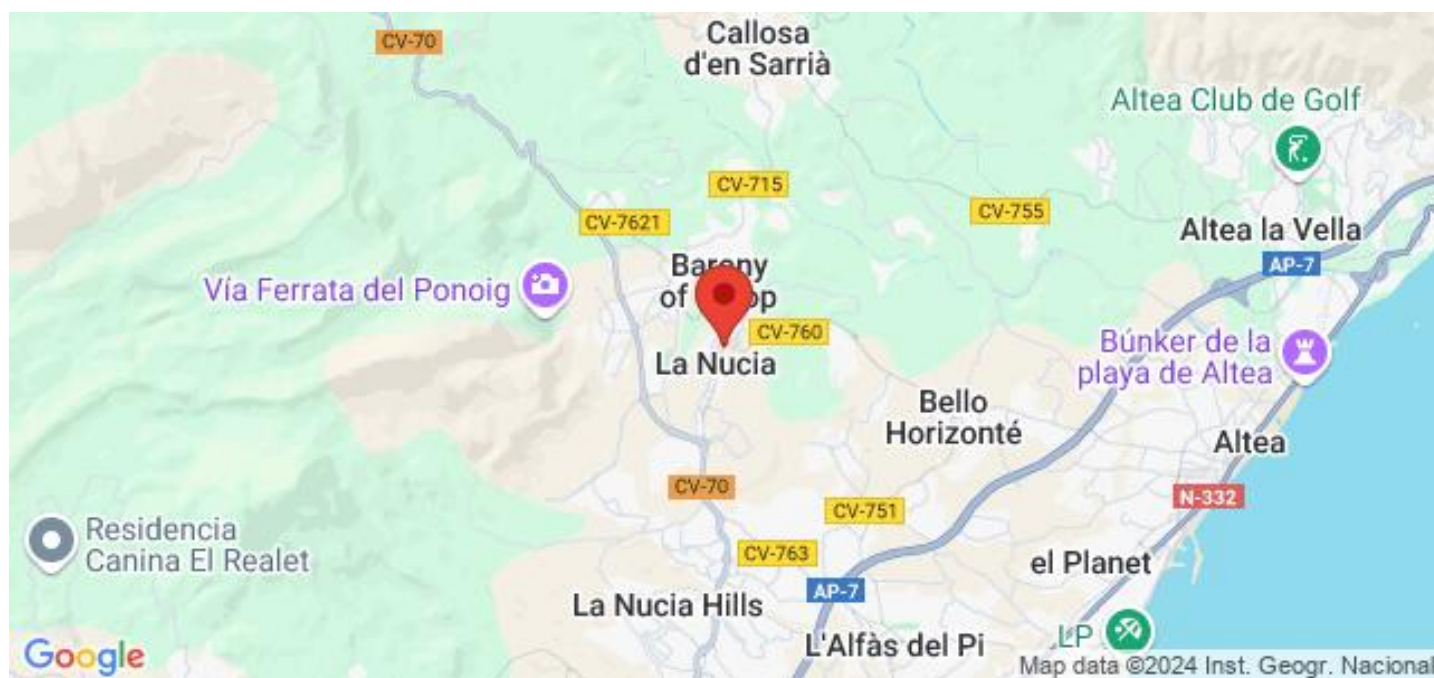 CV-70
Callosa
d'en Sarrià
Altea Club de Golf
CV-715
CV-7621
CV-755
Altea la Vella
AP-7
Barony
of
Vía Ferrata del Ponoig
CV-760
La Nucia
Búnker de la
playa de Altea
Bello
Horizonté
Altea
CV-70
N-332
CV-751
Residencia
Canina El Realet
CV-763
el Planet
AP-7
La Nucia Hills
L'Alfàs del Pi
LP
Google
Map data ©2024 Inst. Geogr. Nacional